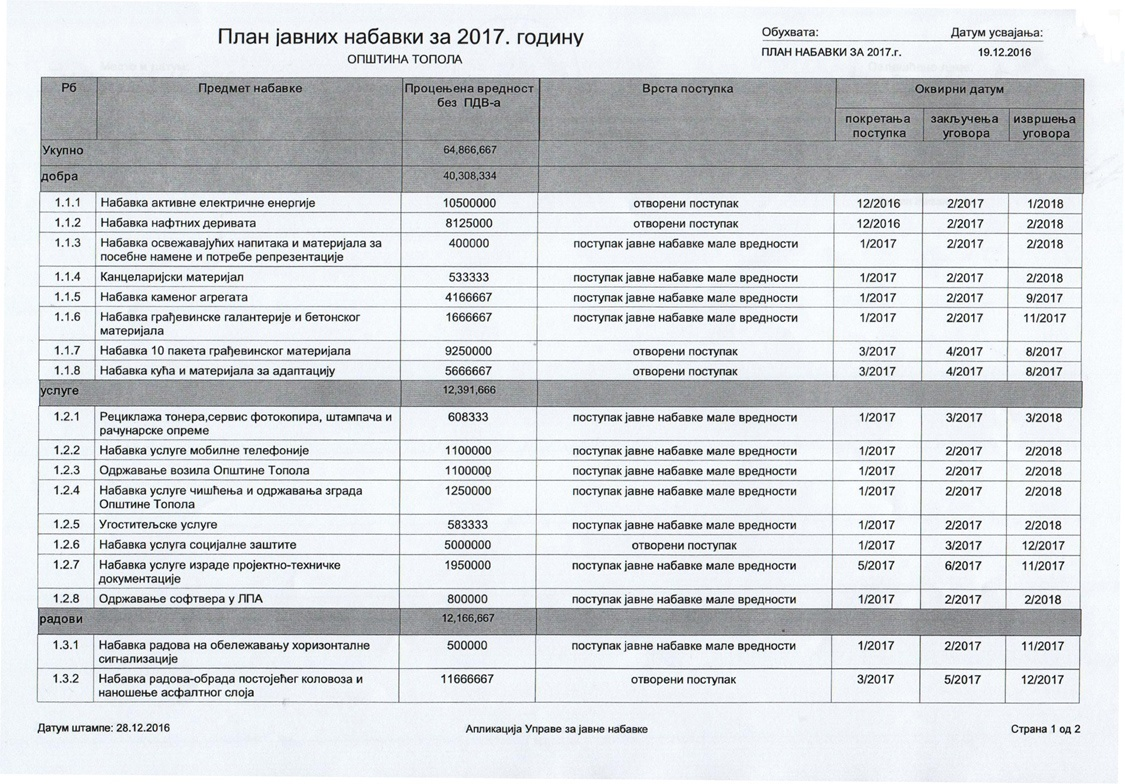 План јавних набавки за 2017. годину
ОПШТИНА ТОПОЛА
Обухвата: Датум усвајања:
ПЛАН НАБАВКИ ЗА 2017.г. 19.12.2016
Рб Предмет набавке Процењена вредност без ПДВ-а Врста поступка Оквирни датум
покретања поступка закључења уговора извршења уговора
Укупно 64,866,667
добра 40,308,334
1.1.1 Набавка активне електричне енергије 10500000 отворени поступак 12/2016 2/2017 1/2018
1.1.2 Набавка нафтних деривата 8125000 отворени поступак 12/2016 2/2017 2/2018
1.1.3 Набавка освежавајућих напитака и материјала за 400000 поступак јавне набавке мале вредности 1/2017 2/2017 2/2018
посебне намене и потребе репрезентације
1.1.4 Канцеларијски материјал 533333 поступак јавне набавке мале вредности 1/2017 2/2017 2/2018
1.1.5 Набавка каменог агрегата 4166667 поступак јавне набавке мале вредности 1/2017 2/2017 9/2017
1.1.6 Набавка грађевинске галантерије и бетонског 1666667 поступак јавне набавке мале вредности 1/2017 2/2017 11/2017
материјала
1.1.7 Набавка 10 пакета грађевинског материјала 9250000 отворени поступак 3/2017 4/2017 8/2017
1.1.8 Набавка кућа и материјала за адаптацију 5666667 отворени поступак 3/2017 4/2017 8/2017
услуге 12,391,666
1.2.1 Рециклажа тонера,сервис фотокопира, штампача и 608333 поступак јавне набавке мале вредности 1/2017 3/2017 3/2018
рачунарске опреме
1.2.2 Набавка услуге мобилне телефоније 1100000 поступак јавне набавке мале вредности 1/2017 2/2017 2/2018
1.2.3 Одржавање возила Општине Топола 1100000 поступак јавне набавке мале вредности 1/2017 2/2017 2/2018
1.2.4 Набавка услуге чишћења и одржавања зграда 1250000 поступак јавне набавке мале вредности 1/2017 2/2017 2/2018
Општине Топола
1.2.5 Угоститељске услуге 583333 поступак јавне набавке мале вредности 1/2017 2/2017 2/2018
1.2.6 Набавка услуга социјалне заштите 5000000 отворени поступак 1/2017 3/2017 12/2017
1.2.7 Набавка услуге израде пројектно-техничке 1950000 поступак јавне набавке мале вредности 5/2017 6/2017 11/2017
документације
1.2.8 Одржавање софтвера у ЛПА 800000 поступак јавне набавке мале вредности 1/2017 2/2017 2/2018
радови 12,166,667
1.3.1 Набавка радова на обележавању хоризонталне 500000 поступак јавне набавке мале вредности 1/2017 2/2017 11/2017
сигнализације
1.3.2 Набавка радова-обрада постојећег коловоза и 11666667 отворени поступак 3/2017 5/2017 12/2017
наношење асфалтног слоја
Датум штампе: 28.12.2016 Апликација Управе за јавне набавке Страна 1 од 2